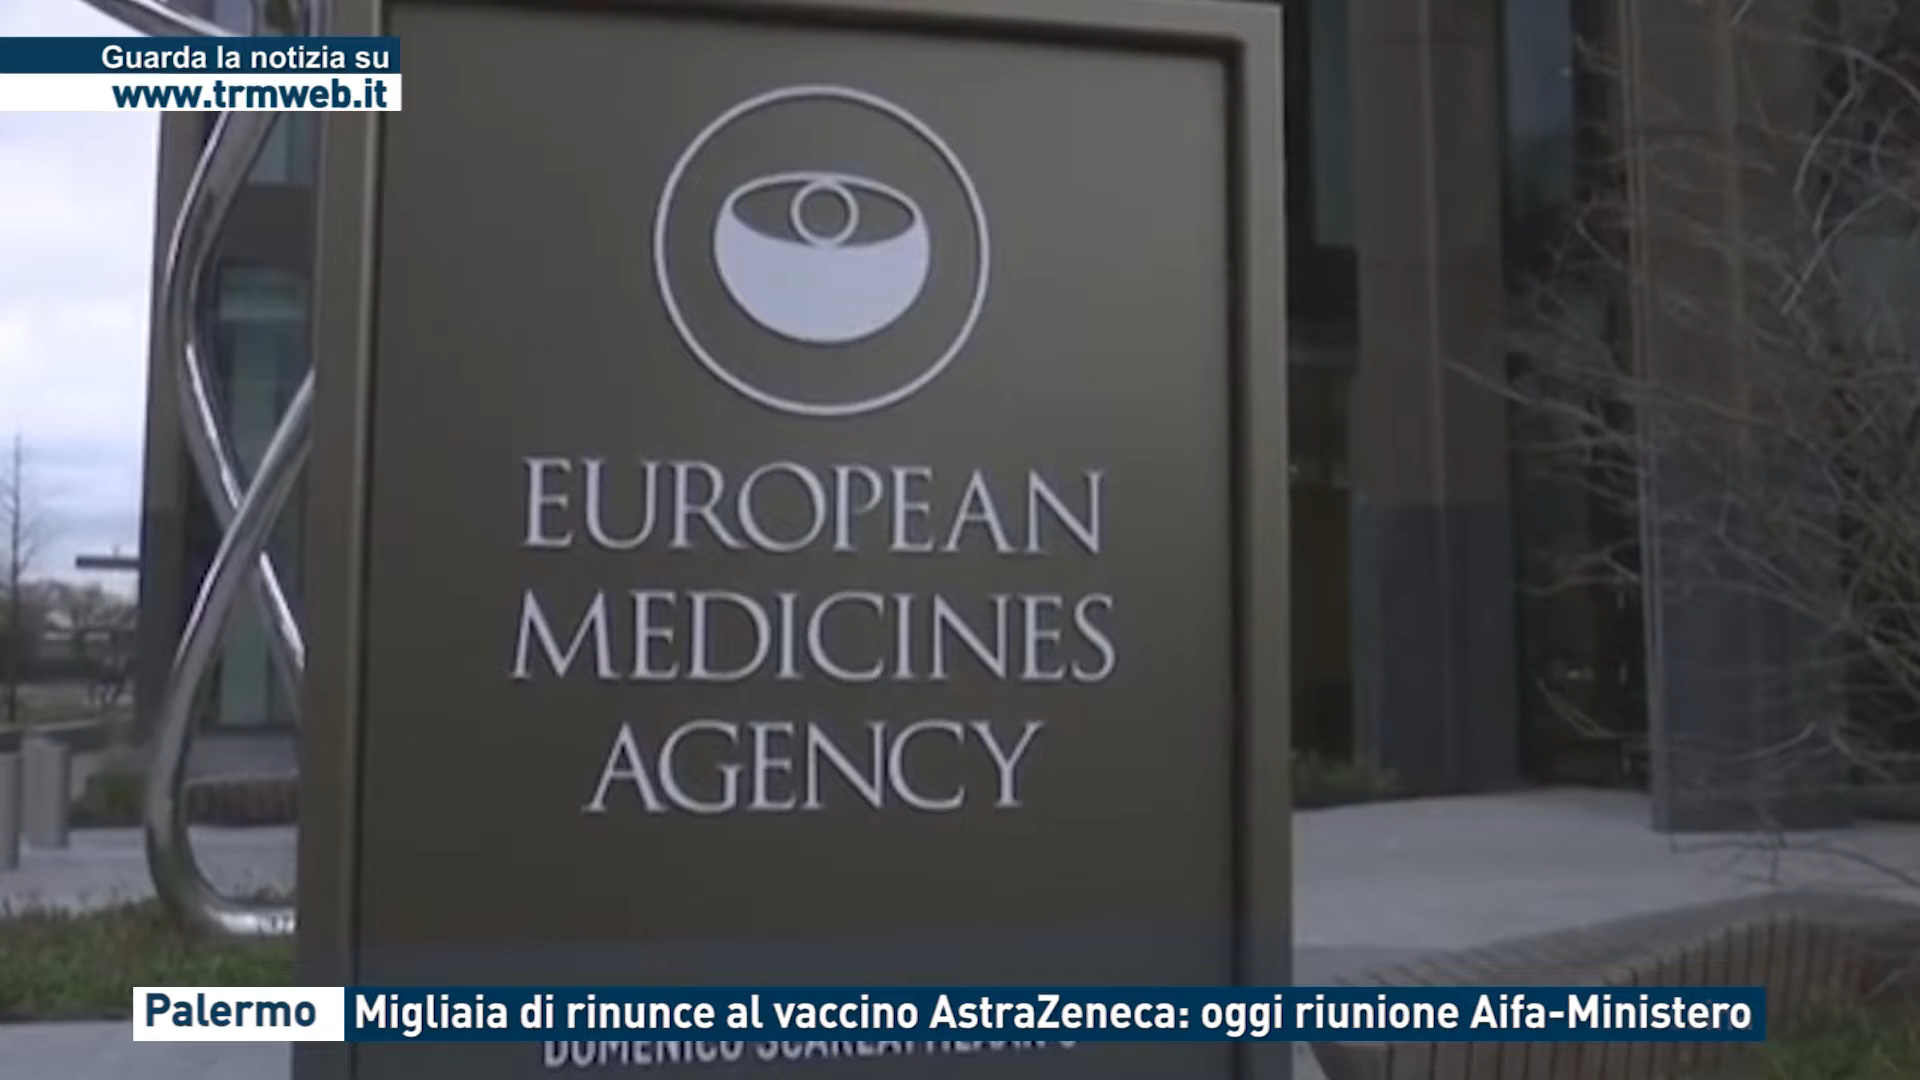 Guarda la notizia su
www.trmweb.it
EUROPEAN
MEDICINES
AGENCY
Palermo Migliaia di rinunce al vaccino AstraZeneca: oggi riunione Aifa-Ministero
DOMENICO